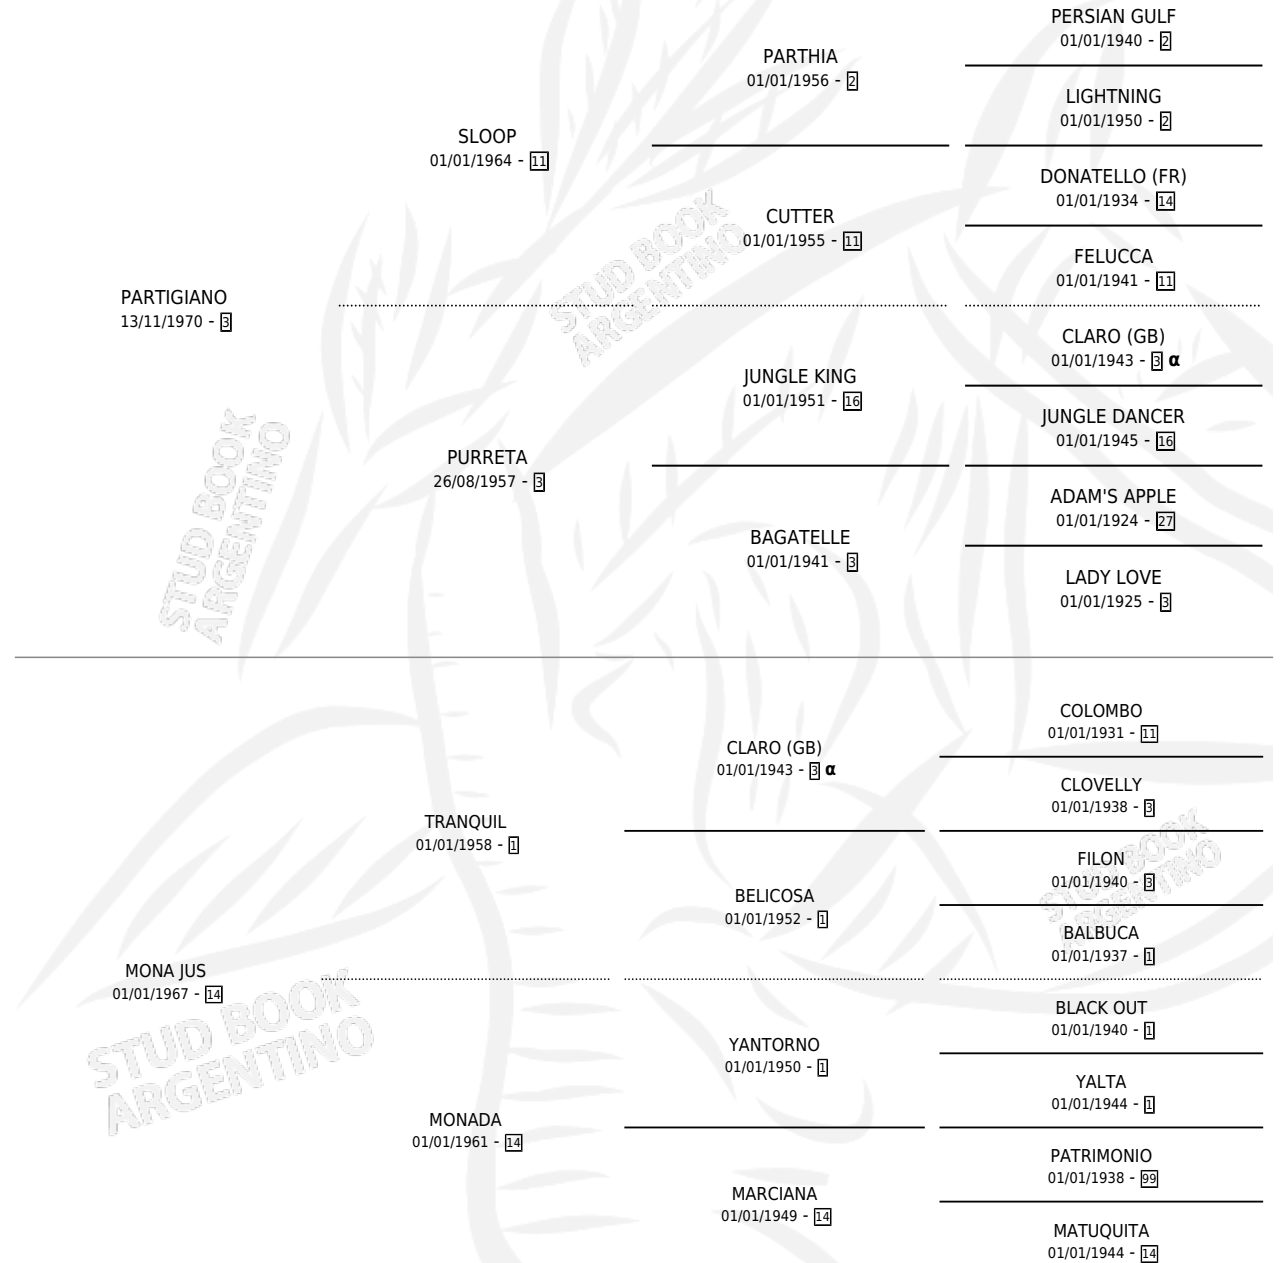 PERSIAN GULF
01/01/1940 - 2
PARTHIA
01/01/1956 - 2
LIGHTNING
01/01/1950 - 2
SLOOP
01/01/1964 - 11
DONATELLO (FR)
01/01/1934 - 14
CUTTER
01/01/1955 - 11
FELUCCA
01/01/1941 - 11
PARTIGIANO
13/11/1970 - 3
CLARO (GB)
01/01/1943 - 3 α
JUNGLE KING
01/01/1951 - 16
JUNGLE DANCER
01/01/1945 - 16
PURRETA
26/08/1957 - 3
ADAM'S APPLE
01/01/1924 - 27
BAGATELLE
01/01/1941 - 3
LADY LOVE
01/01/1925 - 3
STUD BOOK
ARGENTINO
STUD BOOK
ARGENTINO
COLOMBO
01/01/1931 - 11
CLARO (GB)
01/01/1943 - 3 α
CLOVELLY
01/01/1938 - 3
TRANQUIL
01/01/1958 - 1
FILON
01/01/1940 - 3
BELICOSA
01/01/1952 - 1
BALBUCA
01/01/1937 - 1
MONA JUS
01/01/1967 - 14
BLACK OUT
01/01/1940 - 1
YANTORNO
01/01/1950 - 1
YALTA
01/01/1944 - 1
MONADA
01/01/1961 - 14
PATRIMONIO
01/01/1938 - 99
MARCIANA
01/01/1949 - 14
MATUQUITA
01/01/1944 - 14
STUD BOOK
ARGENTINO
STUD BOOK
ARGENTINO